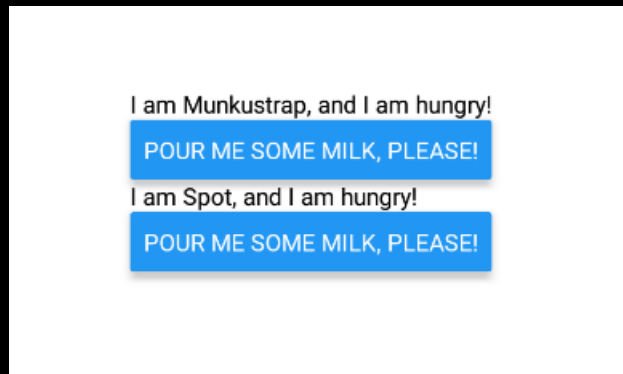 I am Munkustrap, and I am hungry!
POUR ME SOME MILK, PLEASE!
I am Spot, and I am hungry!
POUR ME SOME MILK, PLEASE!